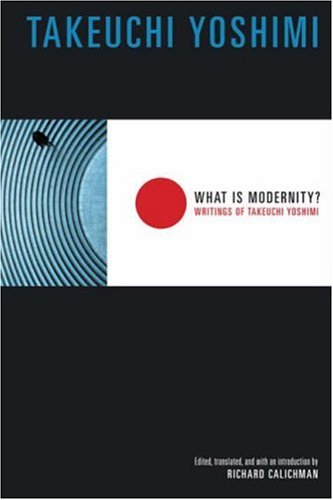 TAKEUCHI YOSHIMI
WHAT IS MODERNITY?
WRITINGS OF TAKEUCHI YOSHIMI
Edited, translated, and with an introduction by
RICHARD CALICHMAN